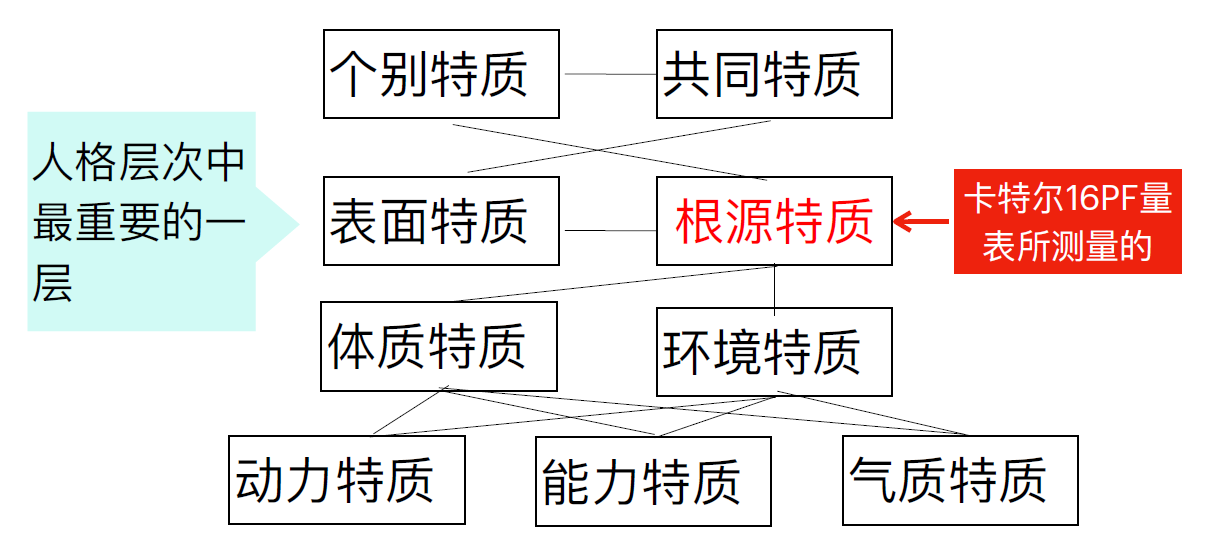 个别特质
共同特质
人格层次中
最重要的一
层
表面特质
根源特质
卡特尔16PF量
表所测量的
体质特质
环境特质
动力特质
能力特质
气质特质